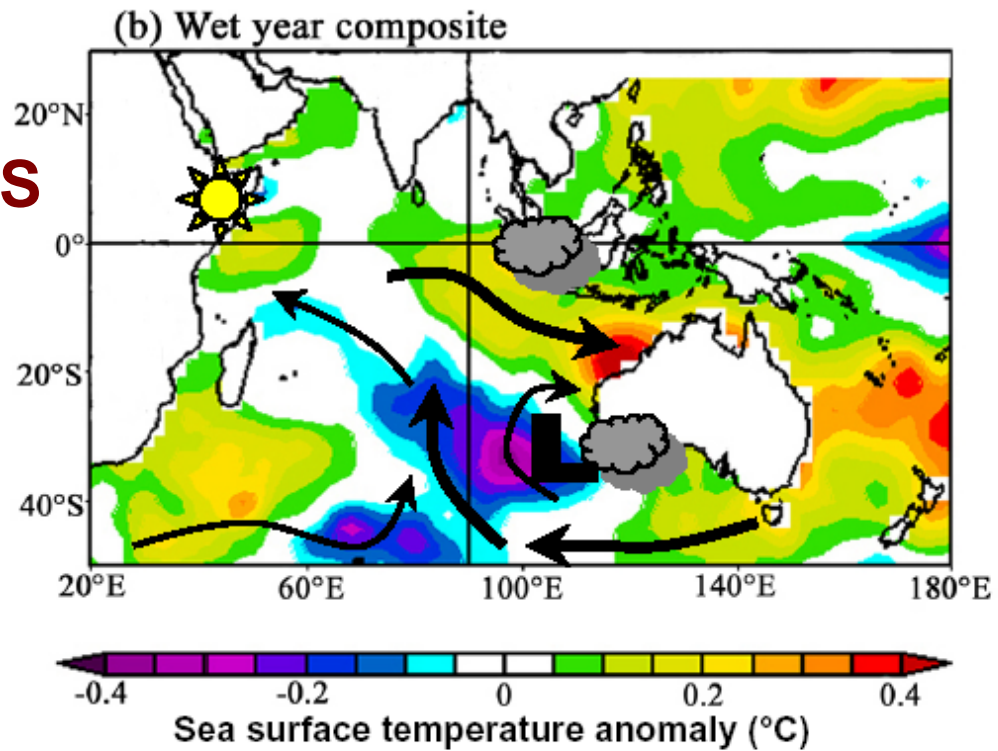 (b) Wet year composite
20°N
S
0°
20°S
40°S
L
20°E 60°E 100°E 140°E 180°E
-0.4 -0.2 0 0.2 0.4
Sea surface temperature anomaly (°C)